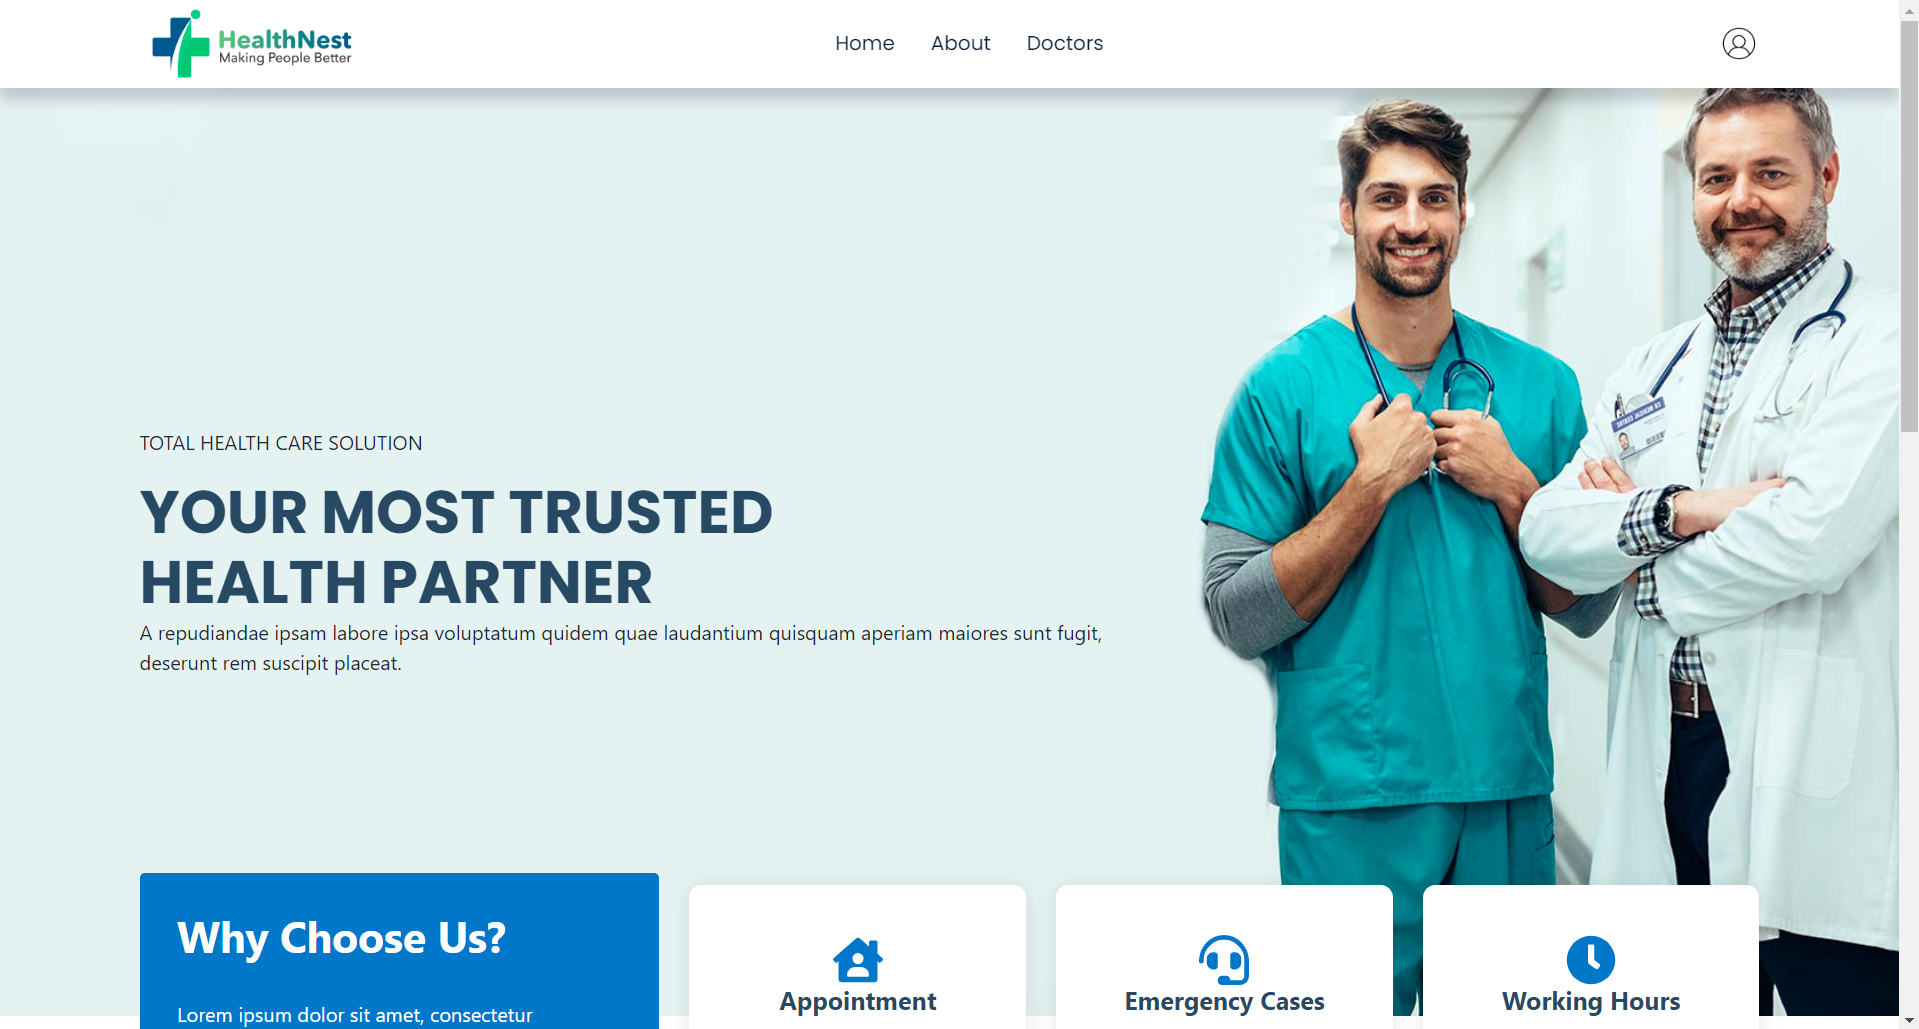 HealthNest
Making People Better
Home
About
Doctors
TOTAL HEALTH CARE SOLUTION
YOUR MOST TRUSTED
HEALTH PARTNER
A repudiandae ipsam labore ipsa voluptatum quidem quae laudantium quisquam aperiam maiores sunt fugit,
deserunt rem suscipit placeat.
Why Choose Us?
Lorem ipsum dolor sit amet, consectetur
Appointment
Emergency Cases
Working Hours